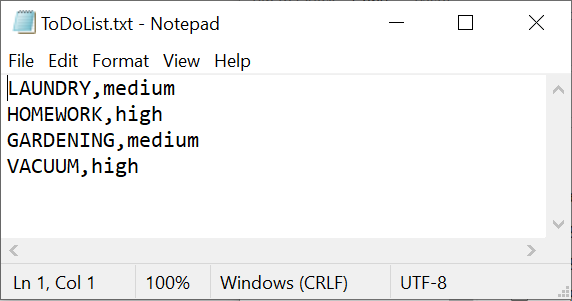 ToDoList.txt - Notepad
File Edit Format View Help
LAUNDRY,medium
HOMEWORK,high
GARDENING,medium
VACUUM,high
Ln 1, Col 1 100% Windows (CRLF) UTF-8